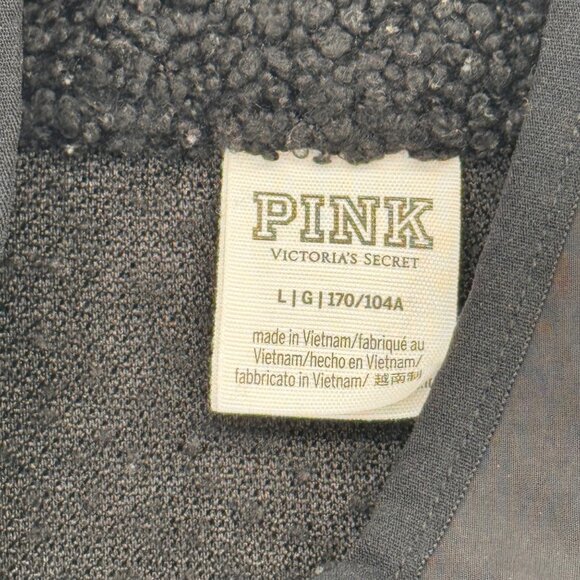 PINK
VICTORIA'S SECRET
L | G | 170/104A
made in Vietnam/fabriqué au
Vietnam/hecho en Vietnam/
fabbricato in Vietnam/ 越南制